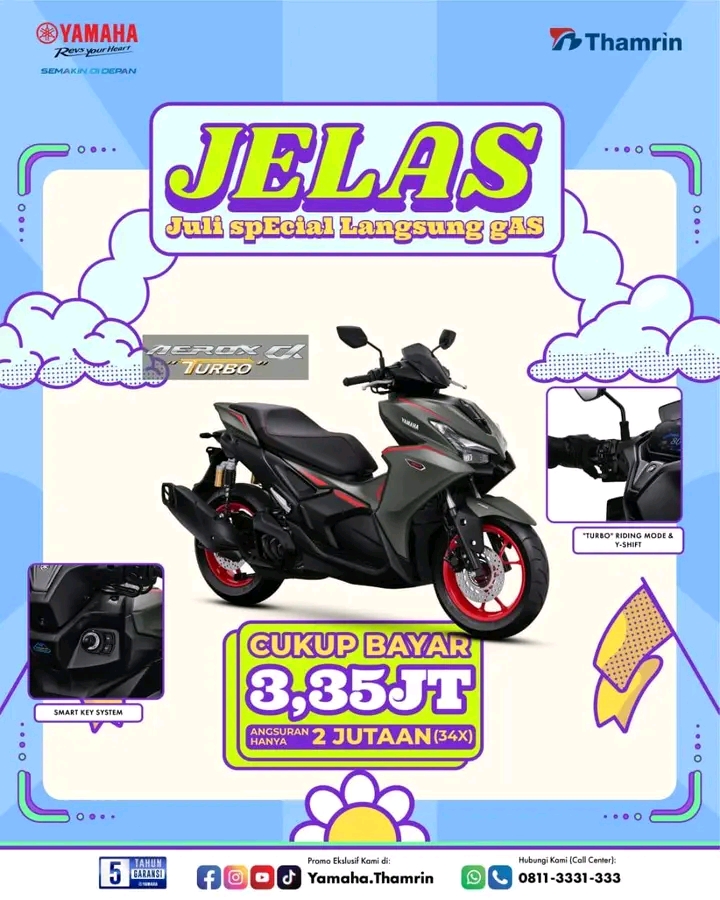 YAMAHA
Revs Your Heart
SEMAKIN DI DEPAN
Thamrin
JELAS
Juli spEcial Langsung gAS
AEROX α
"TURBO"
YAMAHA
"TURBO" RIDING MODE &
Y-SHIFT
SMART KEY SYSTEM
CUKUP BAYAR
3,35JT
ANGSURAN
HANYA
2 JUTAAN (34X)
5 TAHUN
GARANSI
Promo Ekslusif Kami di:
Yamaha.Thamrin
Hubungi Kami (Call Center):
0811-3331-333